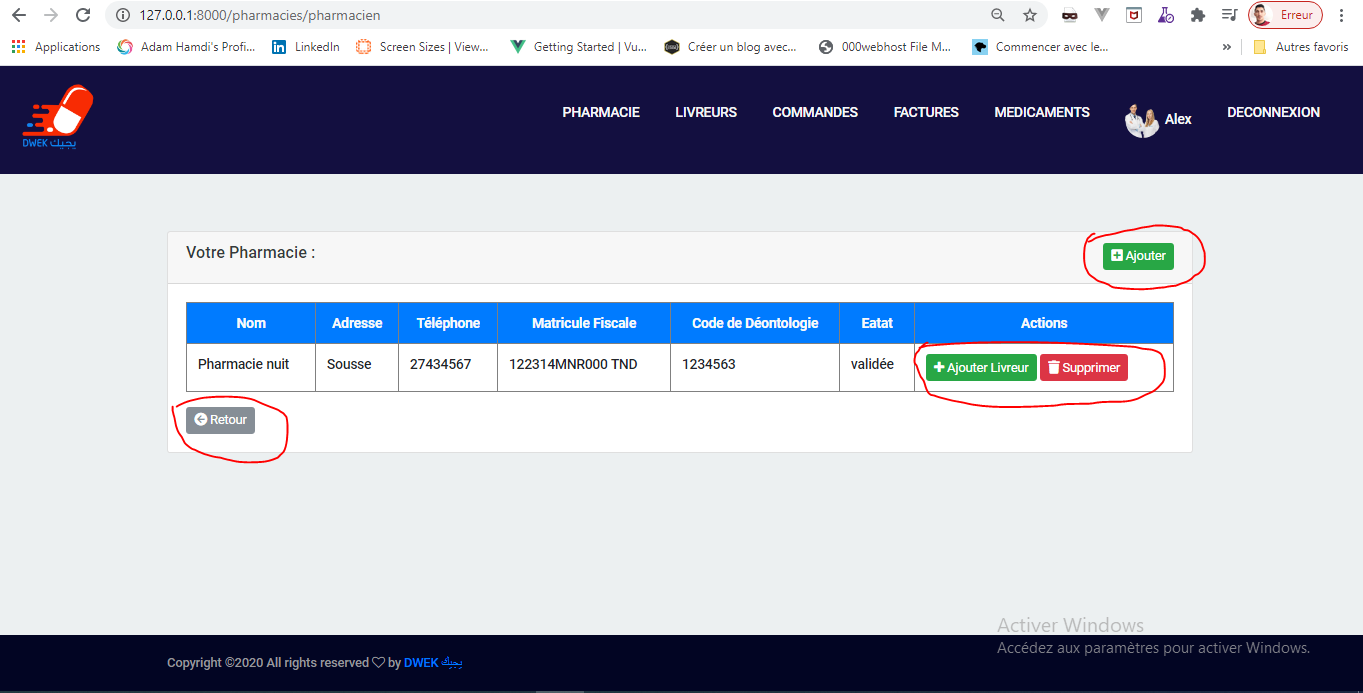 127.0.0.1:8000/pharmacies/pharmacien
Erreur
Applications
Adam Hamdi's Profi...
LinkedIn
Screen Sizes | View...
Getting Started | Vu...
Créer un blog avec...
000webhost File M...
Commencer avec le...
»
Autres favoris
DWEK يجيك
PHARMACIE
LIVREURS
COMMANDES
FACTURES
MEDICAMENTS
Alex
DECONNEXION
Votre Pharmacie :
Ajouter
Nom
Adresse
Téléphone
Matricule Fiscale
Code de Déontologie
Eatat
Actions
Pharmacie nuit
Sousse
27434567
122314MNR000 TND
1234563
validée
Ajouter Livreur
Supprimer
Retour
Activer Windows
Accédez aux paramètres pour activer Windows.
Copyright ©2020 All rights reserved ♡ by DWEK يجيك